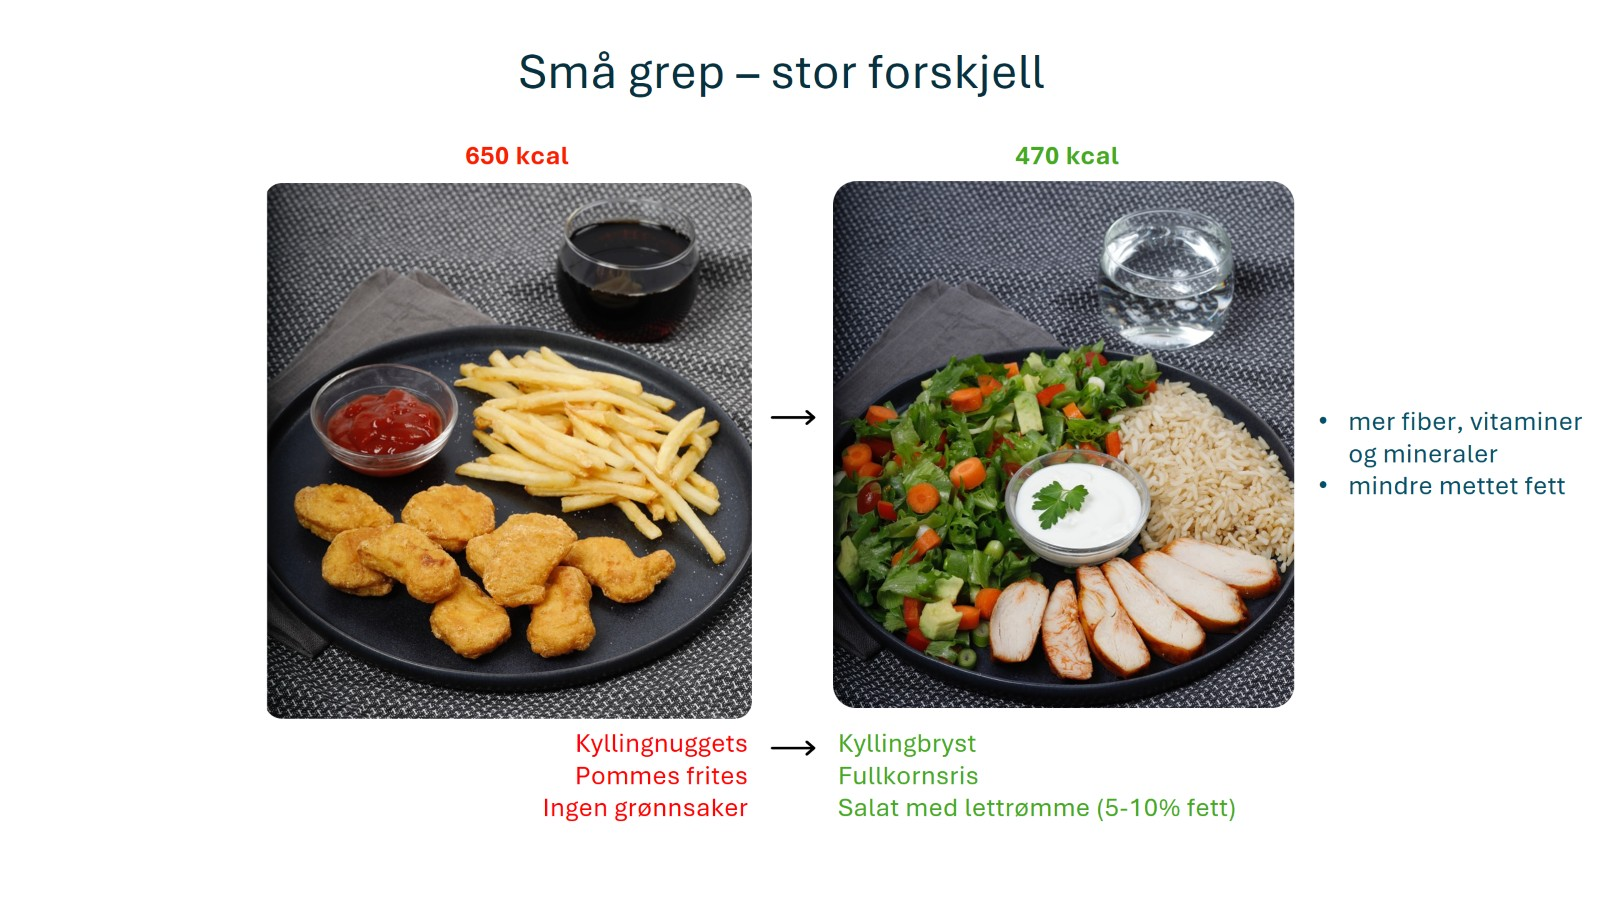 Små grep – stor forskjell
650 kcal
470 kcal
• mer fiber, vitaminer
og mineraler
• mindre mettet fett
Kyllingnuggets
Pommes frites
Ingen grønnsaker
Kyllingbryst
Fullkornsris
Salat med lettrømme (5-10% fett)